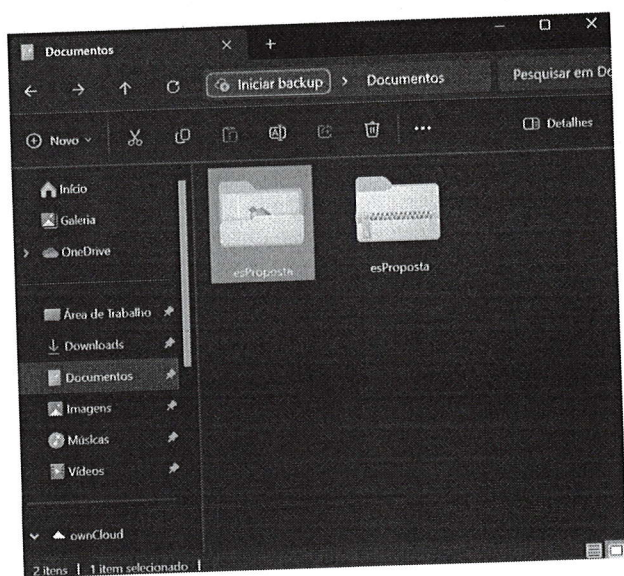 Documentos
Iniciar backup > Documentos
Pesquisar em Do
Novo
Detalhes
Início
Galeria
OneDrive
Área de Trabalho
Downloads
Documentos
Imagens
Músicas
Vídeos
ownCloud
esProposta
esProposta
2 itens | 1 item selecionado |